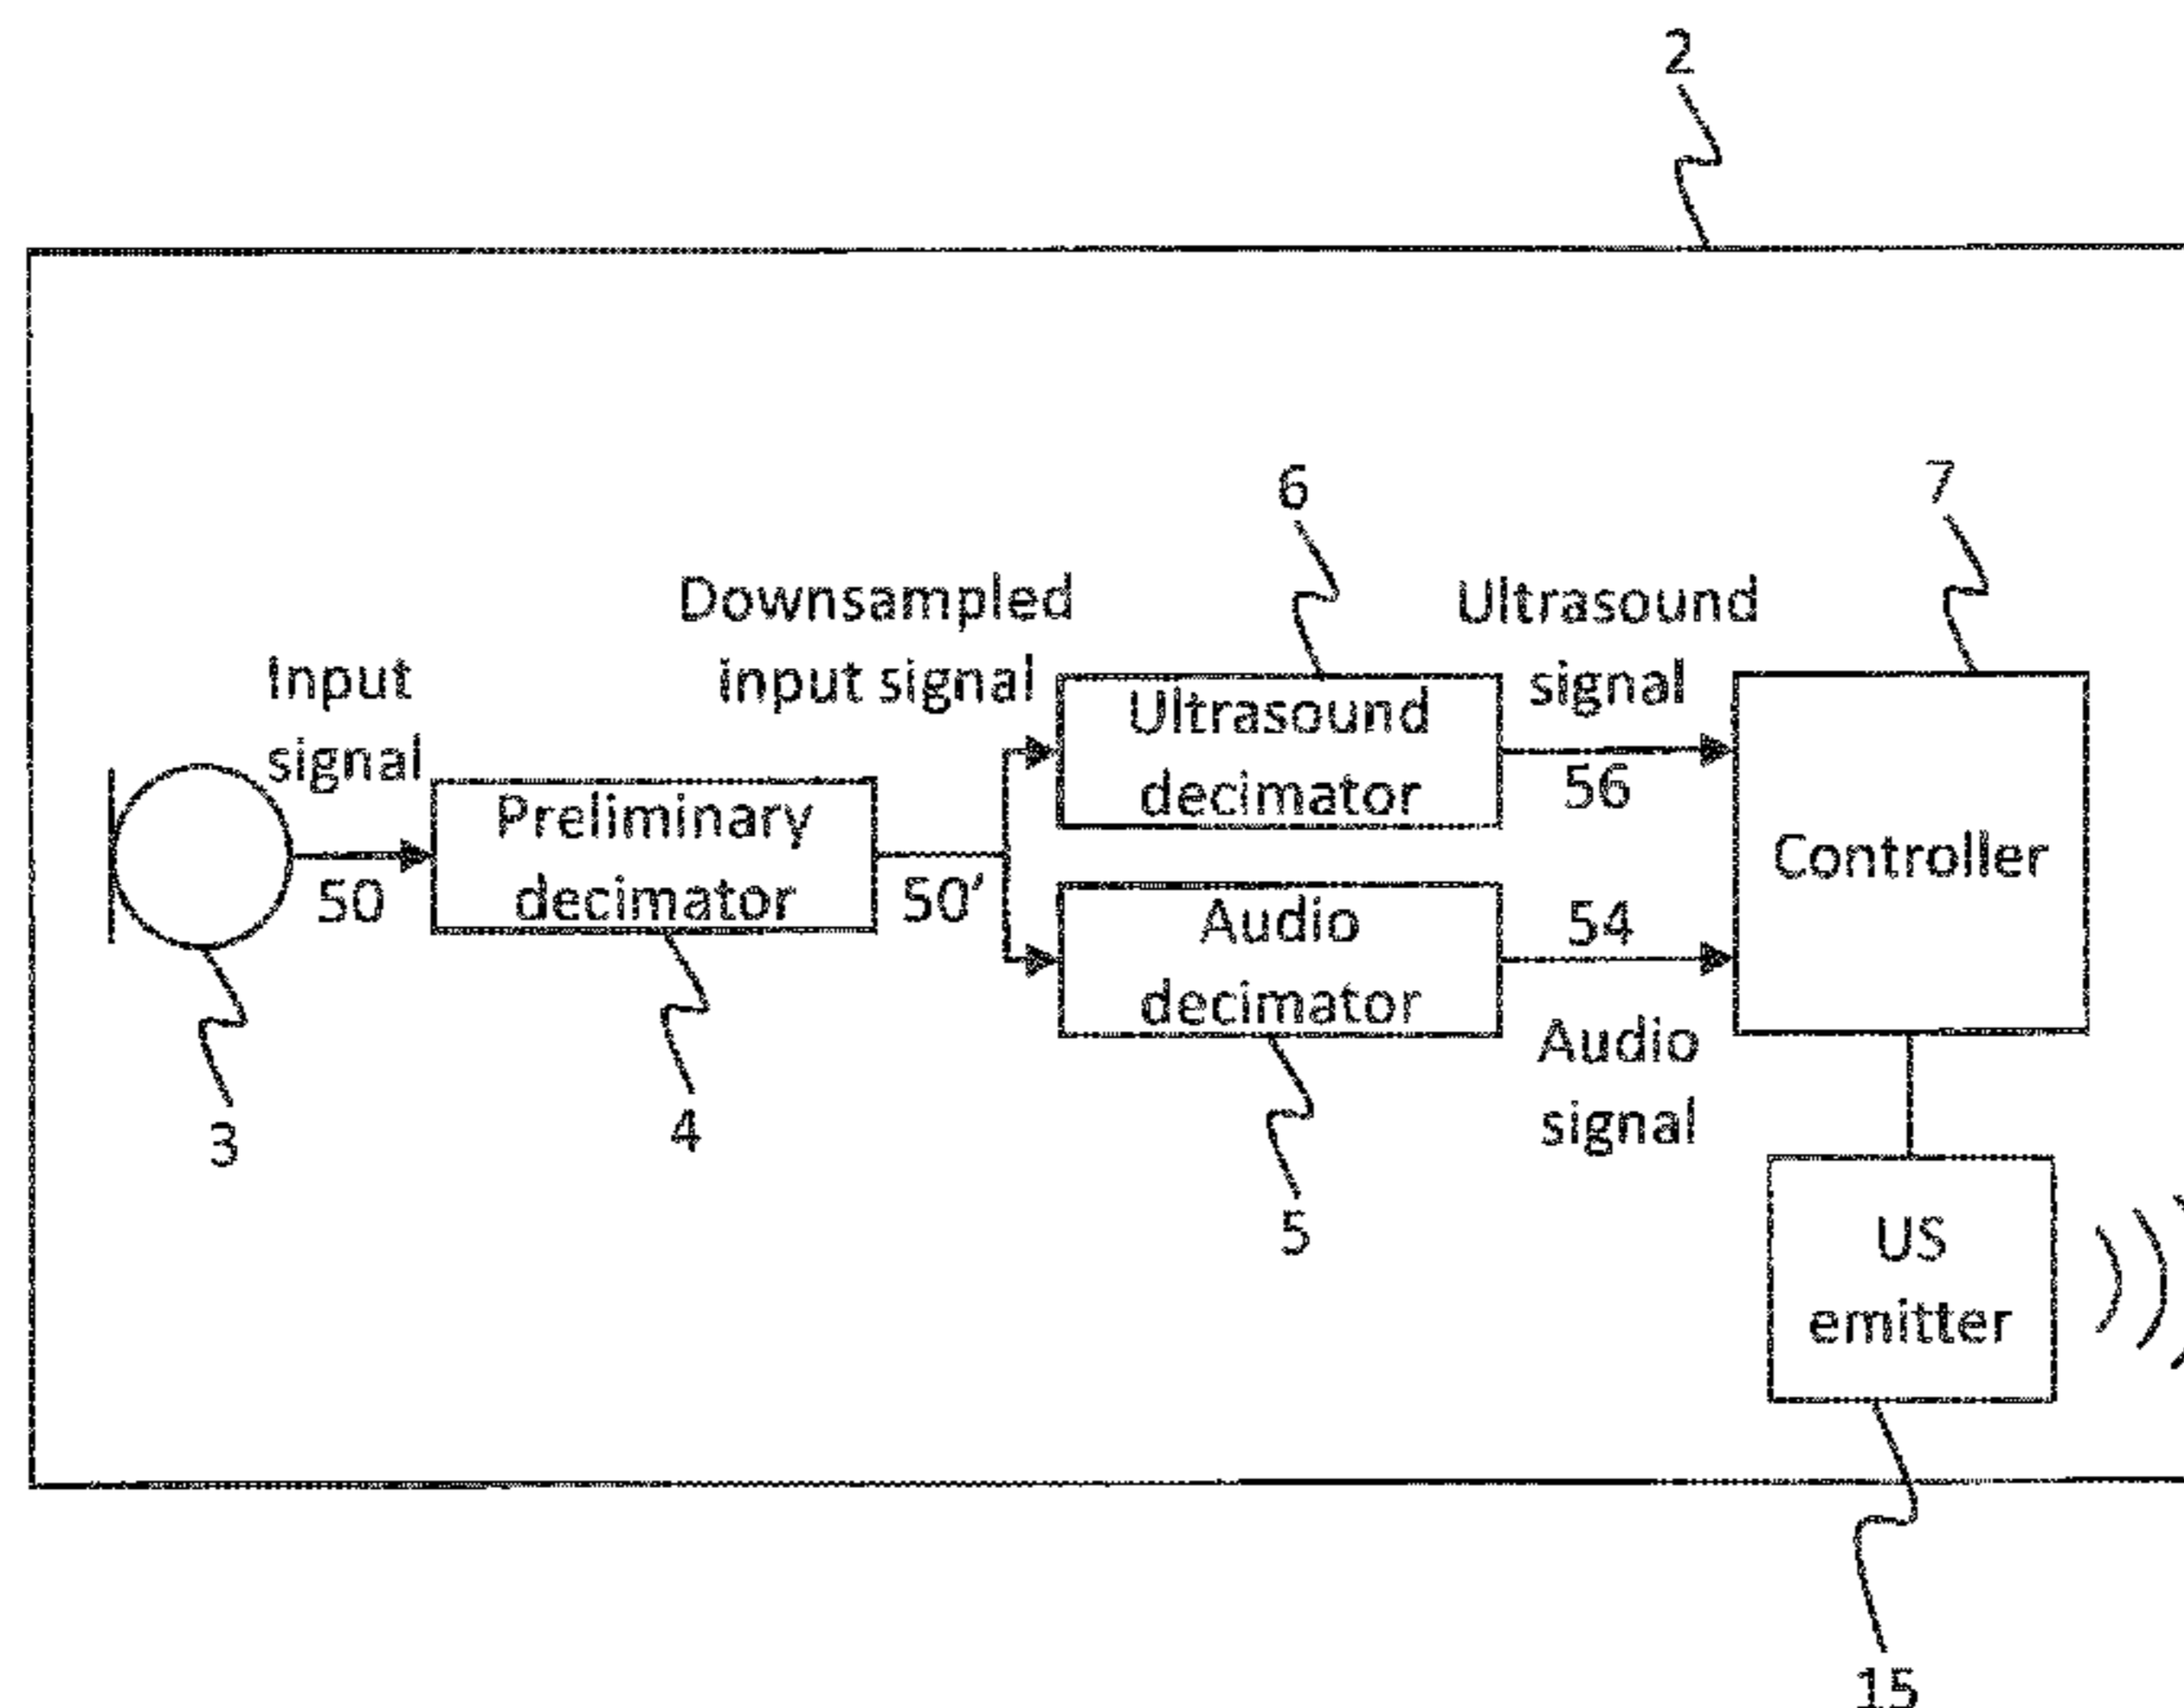 2
6
7
Downsampled
input signal
Ultrasound
signal
Input
signal
Ultrasound
decimator
56
Preliminary
decimator
50
50'
Controller
Audio
decimator
54
Audio
signal
3
4
5
US
emitter
15